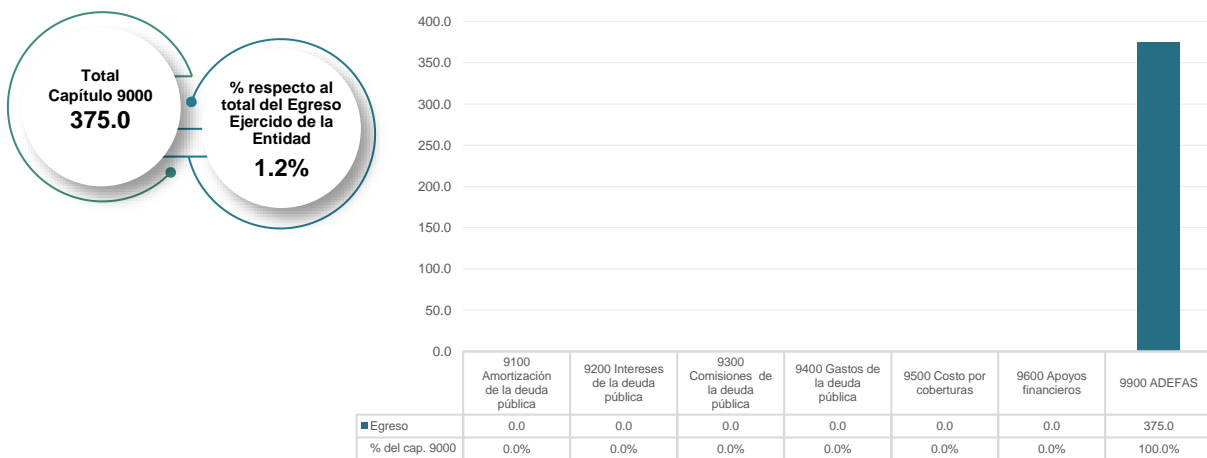 Total
Capítulo 9000
375.0
% respecto al
total del Egreso
Ejercido de la
Entidad
1.2%
400.0
350.0
300.0
250.0
200.0
150.0
100.0
50.0
0.0
9100
Amortización
de la deuda
pública
9200 Intereses
de la deuda
pública
9300
Comisiones de
la deuda
pública
9400 Gastos de
la deuda
pública
9500 Costo por
coberturas
9600 Apoyos
financieros
9900 ADEFAS
Egreso 0.0 0.0 0.0 0.0 0.0 0.0 375.0
% del cap. 9000 0.0% 0.0% 0.0% 0.0% 0.0% 0.0% 100.0%